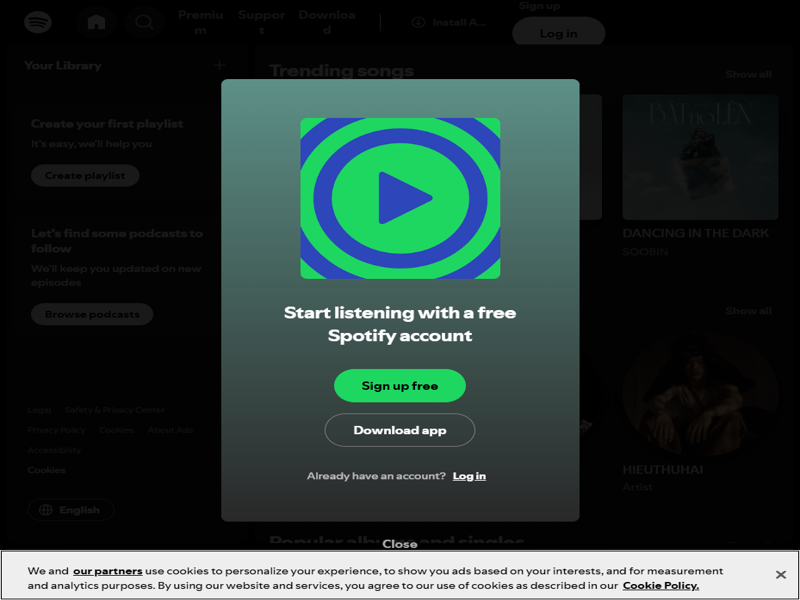 Premium
Support
Download
Install A...
Sign up
Log in
Your Library
Create your first playlist
It's easy, we'll help you
Create playlist
Let's find some podcasts to
follow
We'll keep you updated on new
episodes
Browse podcasts
Legal Safety & Privacy Center
Privacy Policy Cookies About Ads
Accessibility
Cookies
English
Trending songs
Show all
BẬT NÓ LÊN
DANCING IN THE DARK
SOOBIN
Show all
HIEUTHUHAI
Artist
Popular albums and singles
Start listening with a free
Spotify account
Sign up free
Download app
Already have an account? Log in
Close
We and our partners use cookies to personalize your experience, to show you ads based on your interests, and for measurement
and analytics purposes. By using our website and services, you agree to our use of cookies as described in our Cookie Policy.